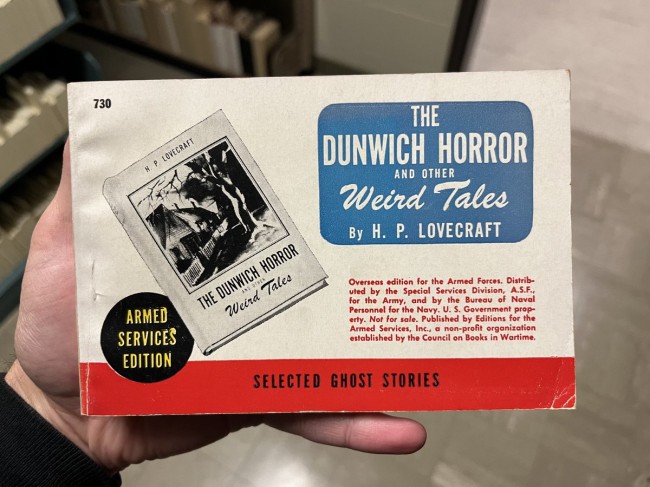 730
THE
DUNWICH HORROR
AND OTHER
Weird Tales
By H. P. LOVECRAFT
H. P. LOVECRAFT
THE DUNWICH HORROR
AND OTHER
Weird Tales
Overseas edition for the Armed Forces. Distrib-
uted by the Special Services Division, A.S.F.,
for the Army, and by the Bureau of Naval
Personnel for the Navy. U. S. Government prop-
erty. Not for sale. Published by Editions for the
Armed Services, Inc., a non-profit organization
established by the Council on Books in Wartime.
ARMED
SERVICES
EDITION
SELECTED GHOST STORIES